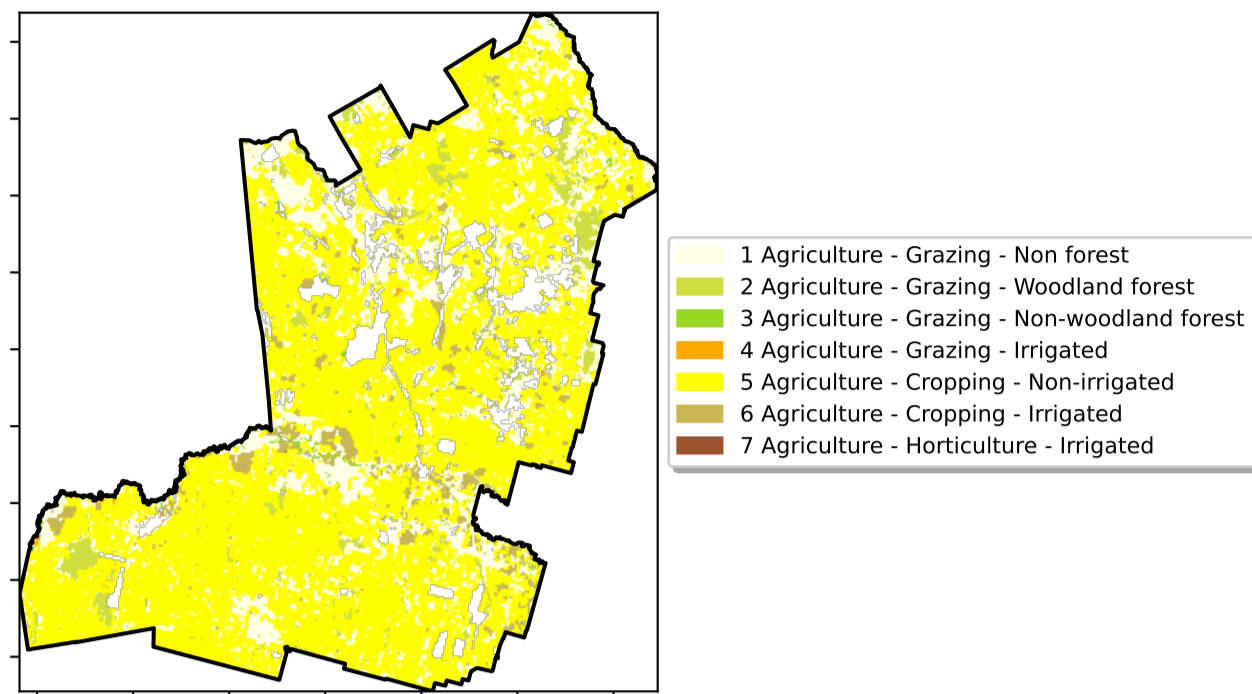 1 Agriculture - Grazing - Non forest
2 Agriculture - Grazing - Woodland forest
3 Agriculture - Grazing - Non-woodland forest
4 Agriculture - Grazing - Irrigated
5 Agriculture - Cropping - Non-irrigated
6 Agriculture - Cropping - Irrigated
7 Agriculture - Horticulture - Irrigated